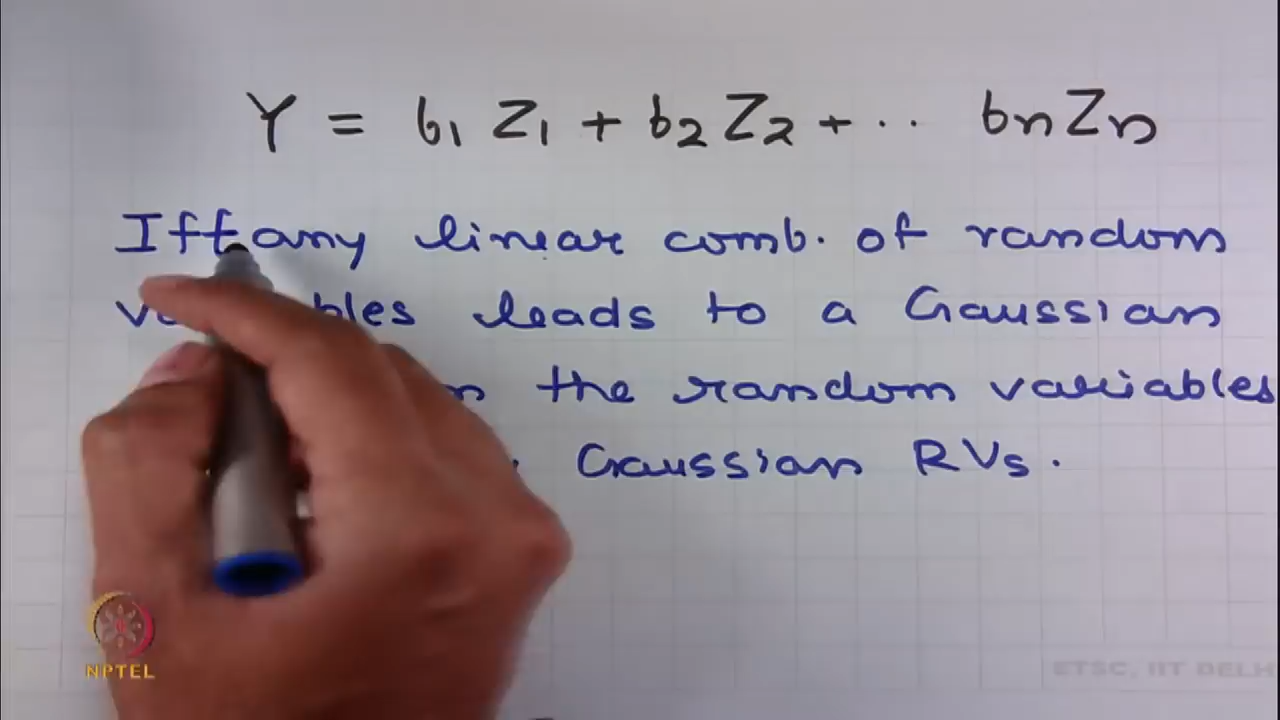 Y = b1 Z1 + b2 Z2 + ·· bn Zn
Iff any linear comb. of random
bles leads to a Gaussian
the random variables
Gaussian RVs.
NPTEL
ETSC, IIT DELH